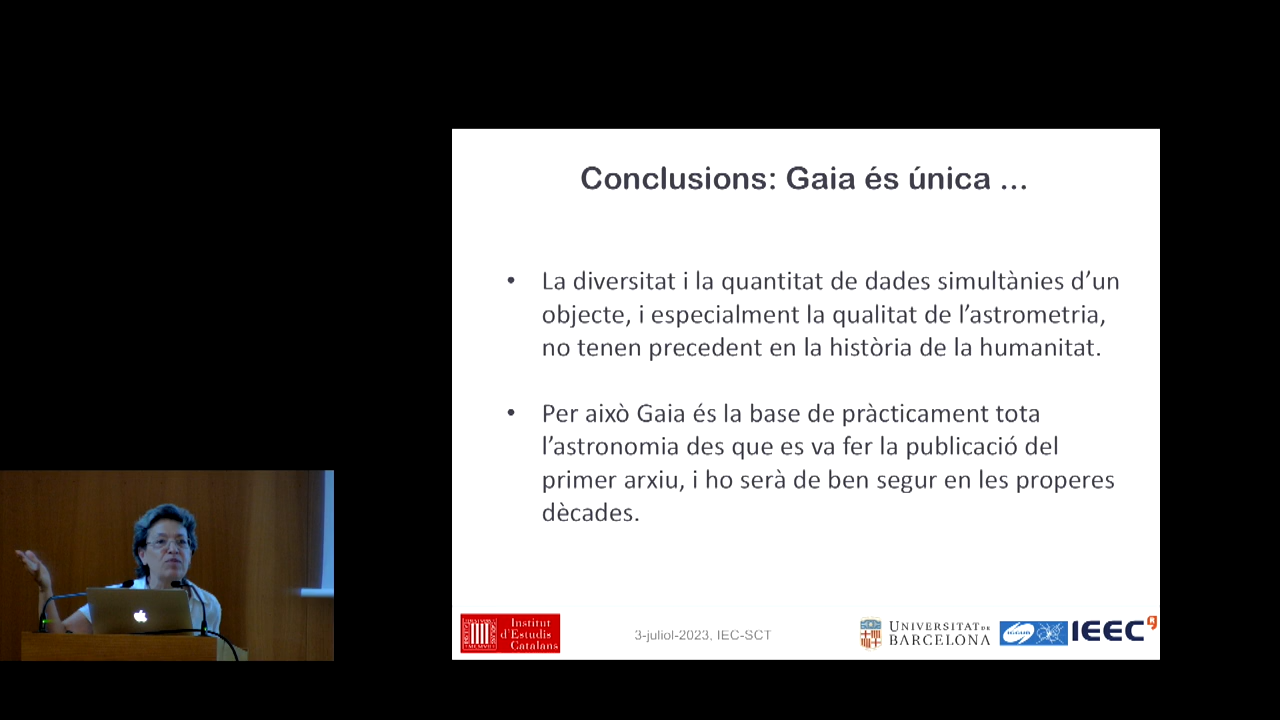 Conclusions: Gaia és única ...
• La diversitat i la quantitat de dades simultànies d’un
objecte, i especialment la qualitat de l’astrometria,
no tenen precedent en la història de la humanitat.
• Per això Gaia és la base de pràcticament tota
l’astronomia des que es va fer la publicació del
primer arxiu, i ho serà de ben segur en les properes
dècades.
Institut
d'Estudis
Catalans
3-juliol-2023, IEC-SCT
UNIVERSITAT DE
BARCELONA
IEEC